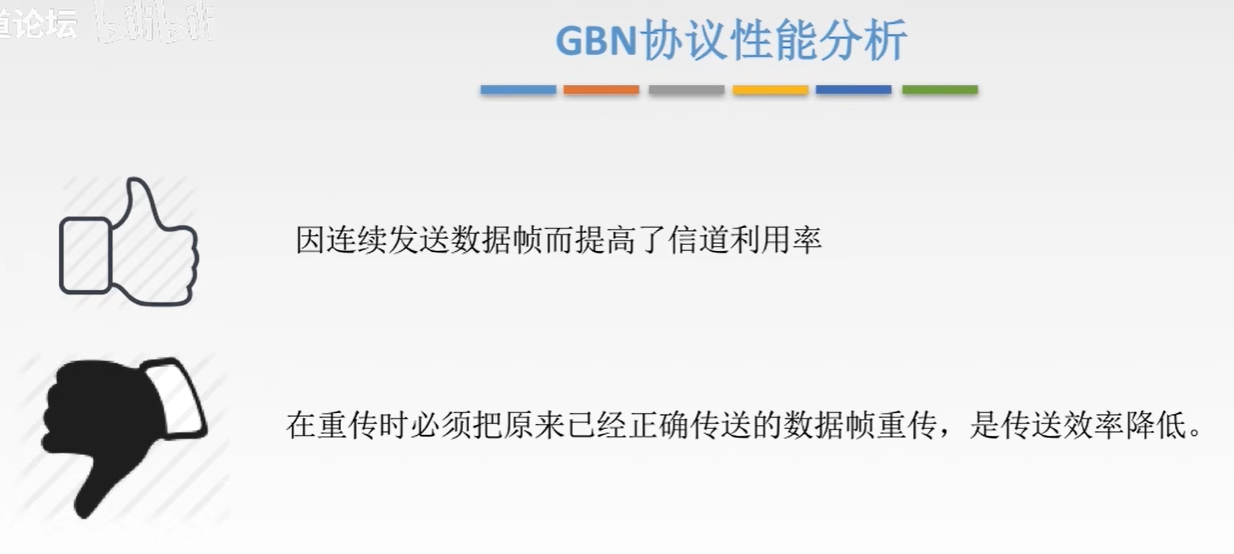 道论坛 bilibili
GBN协议性能分析
因连续发送数据帧而提高了信道利用率
在重传时必须把原来已经正确传送的数据帧重传，是传送效率降低。